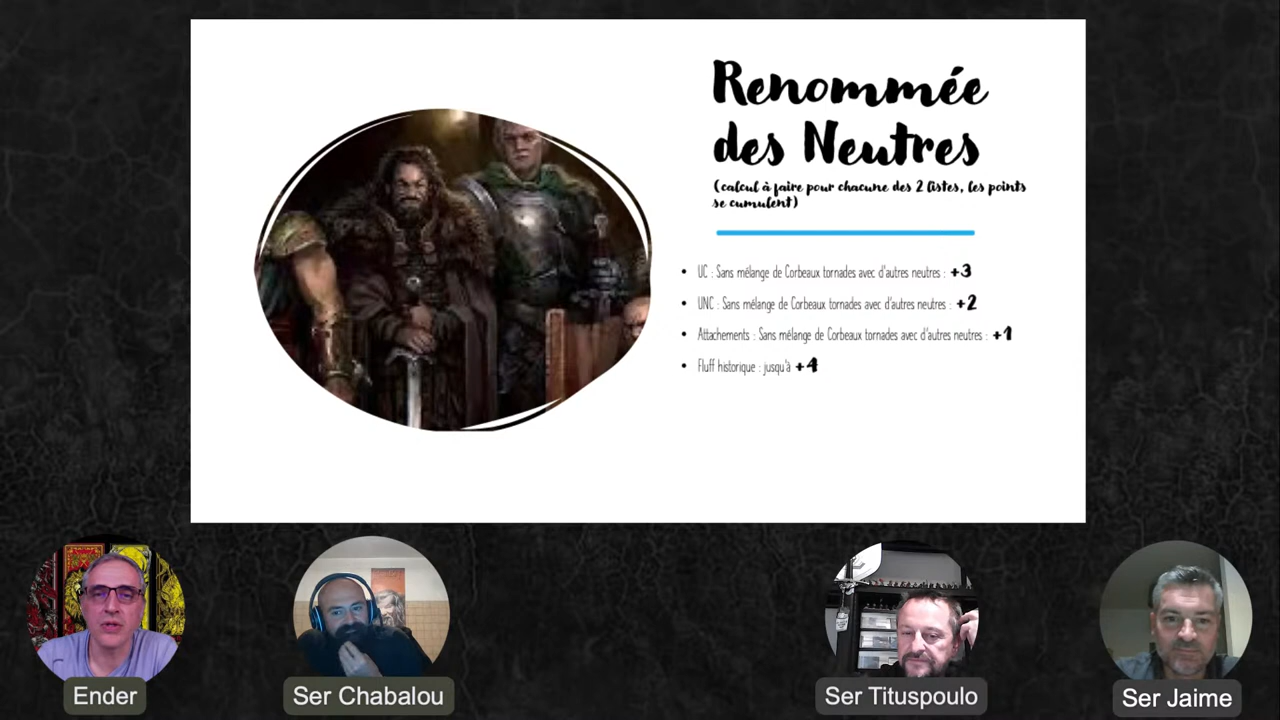 Renommée
des Neutres
(calcul à faire pour chacune des 2 listes, les points
se cumulent)
• UC : Sans mélange de Corbeaux tornades avec d'autres neutres : +3
• UNC : Sans mélange de Corbeaux tornades avec d'autres neutres : +2
• Attachements : Sans mélange de Corbeaux tornades avec d'autres neutres : +1
• Fluff historique : jusqu'à +4
Ender
Ser Chabalou
Ser Tituspoulo
Ser Jaime